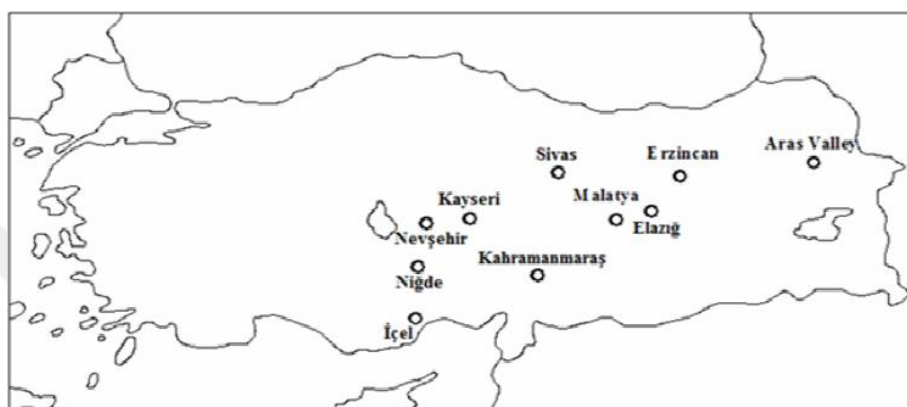 Aras Valley
Sivas
Erzincan
Kayseri
Malatya
Nevşehir
Elazığ
Kahramanmaraş
Niğde
İçel